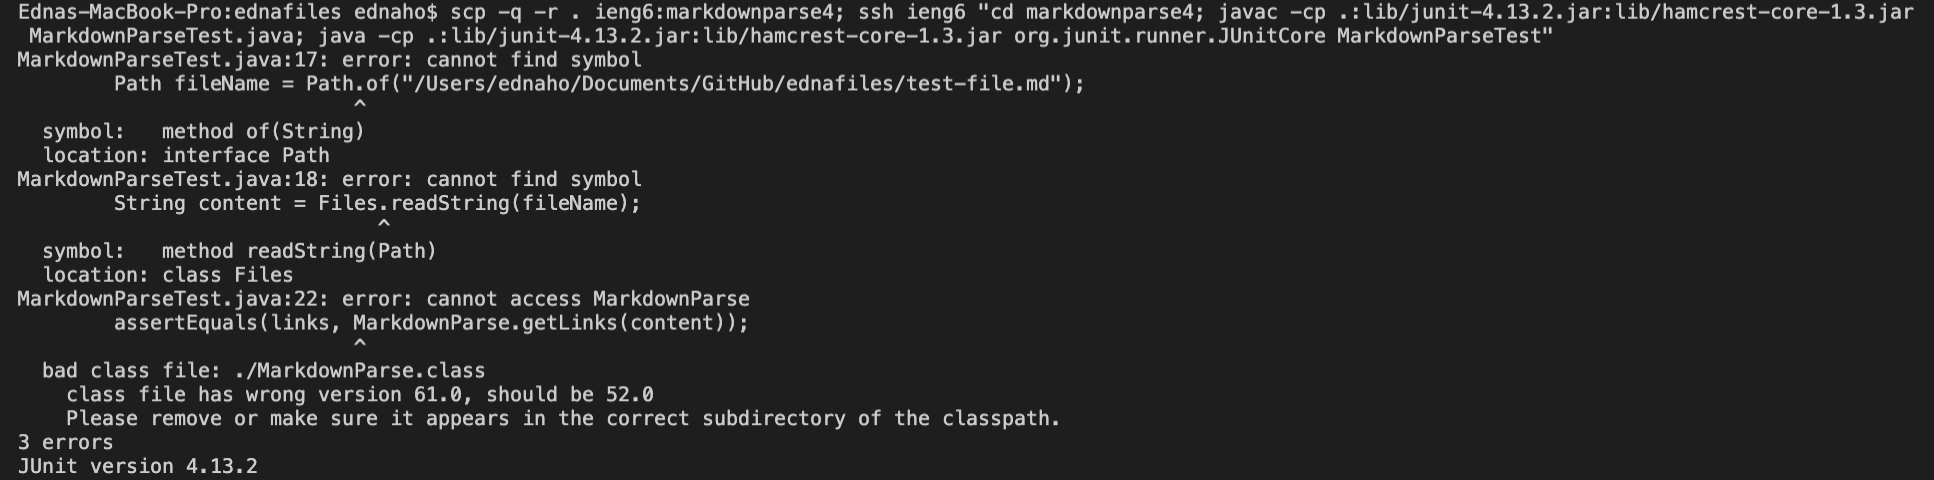 Ednas-MacBook-Pro:ednafiles ednaho$ scp -q -r . ieng6:markdownparse4; ssh ieng6 "cd markdownparse4; javac -cp .:lib/junit-4.13.2.jar:lib/hamcrest-core-1.3.jar
 MarkdownParseTest.java; java -cp .:lib/junit-4.13.2.jar:lib/hamcrest-core-1.3.jar org.junit.runner.JUnitCore MarkdownParseTest"
MarkdownParseTest.java:17: error: cannot find symbol
        Path fileName = Path.of("/Users/ednaho/Documents/GitHub/ednafiles/test-file.md");
                            ^
  symbol:   method of(String)
  location: interface Path
MarkdownParseTest.java:18: error: cannot find symbol
        String content = Files.readString(fileName);
                              ^
  symbol:   method readString(Path)
  location: class Files
MarkdownParseTest.java:22: error: cannot access MarkdownParse
        assertEquals(links, MarkdownParse.getLinks(content));
                            ^
  bad class file: ./MarkdownParse.class
    class file has wrong version 61.0, should be 52.0
    Please remove or make sure it appears in the correct subdirectory of the classpath.
3 errors
JUnit version 4.13.2